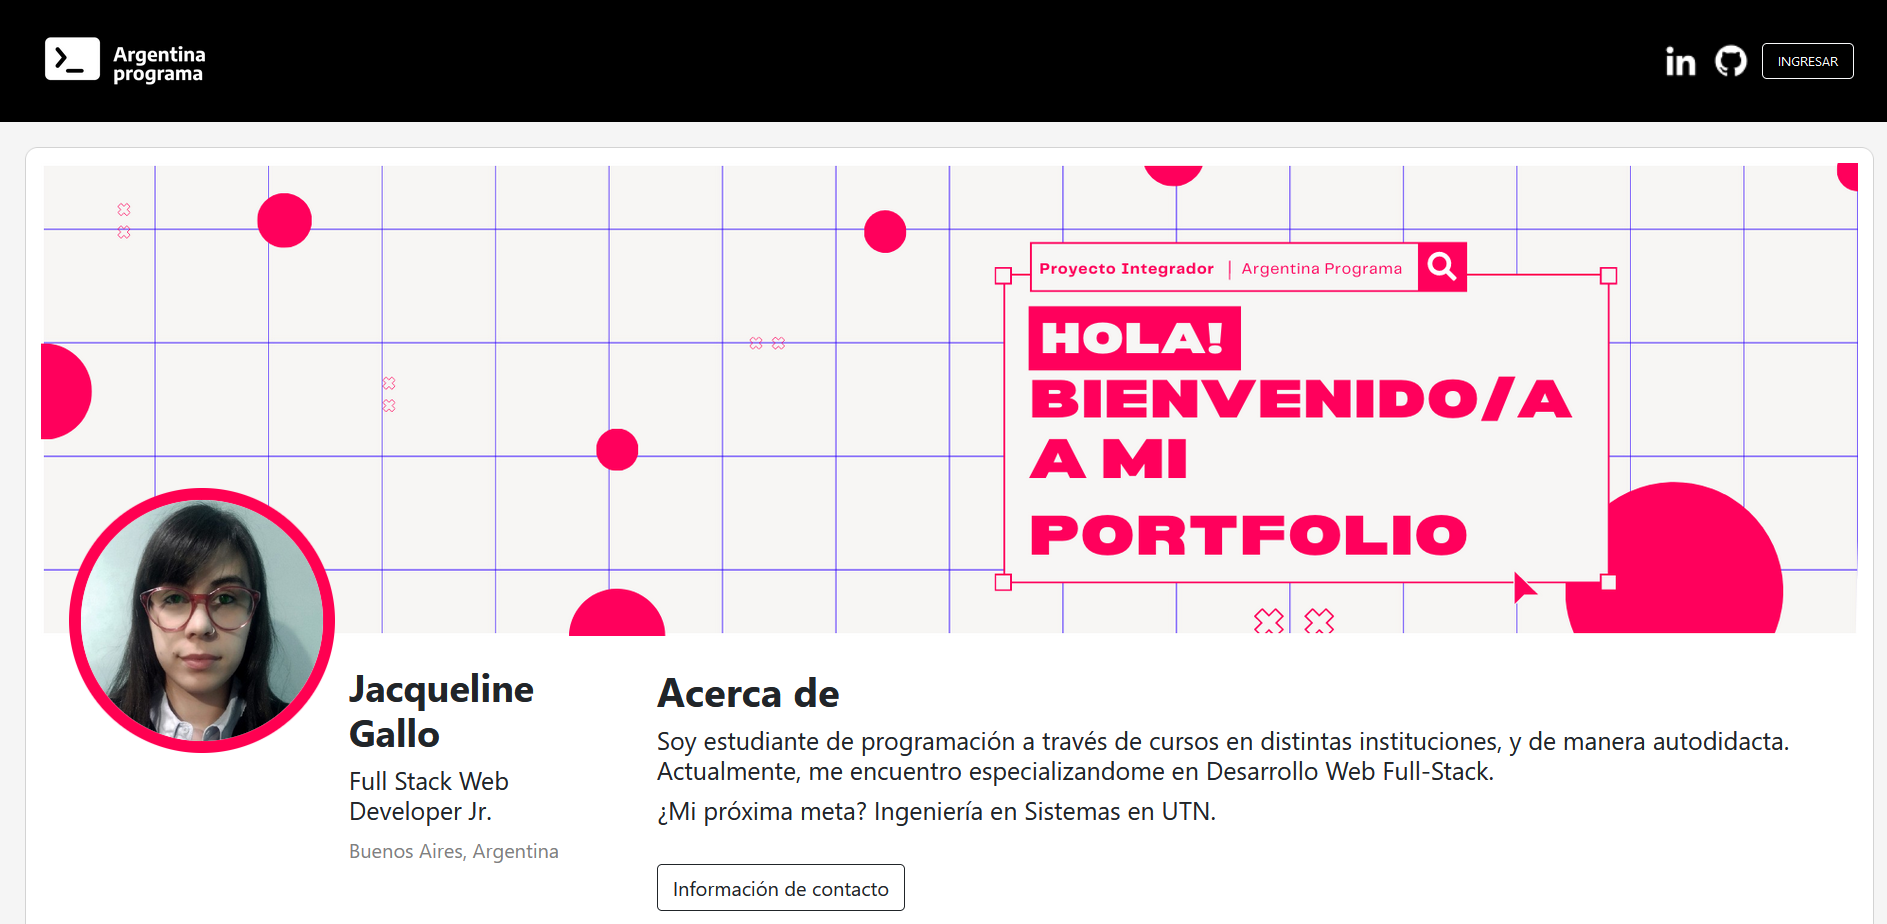 Argentina
programa
INGRESAR
Proyecto Integrador | Argentina Programa
HOLA!
BIENVENIDO/A
A MI
PORTFOLIO
Jacqueline
Gallo
Full Stack Web
Developer Jr.
Buenos Aires, Argentina
Acerca de
Soy estudiante de programación a través de cursos en distintas instituciones, y de manera autodidacta.
Actualmente, me encuentro especializandome en Desarrollo Web Full-Stack.
¿Mi próxima meta? Ingeniería en Sistemas en UTN.
Información de contacto